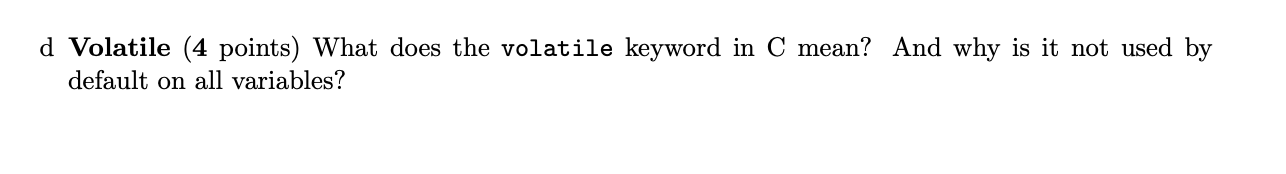 d Volatile (4 points) What does the volatile keyword in C mean? And why is it not used by
default on all variables?